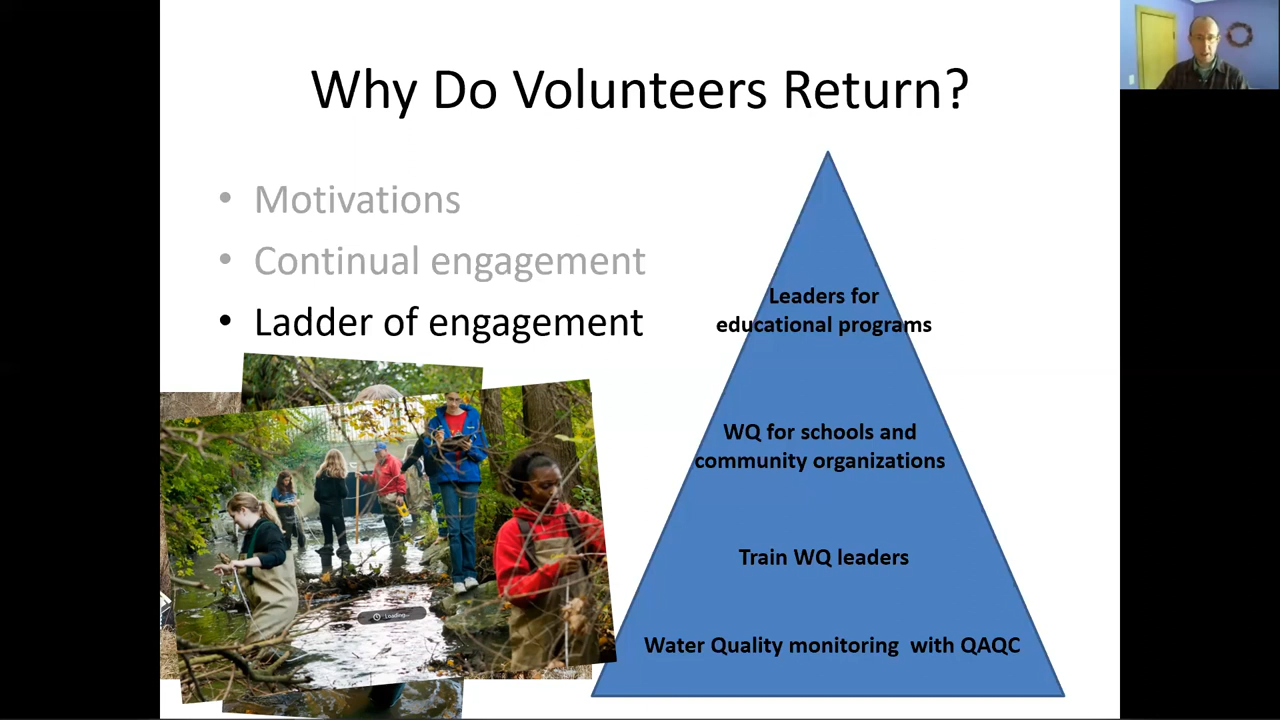 Why Do Volunteers Return?
• Motivations
• Continual engagement
• Ladder of engagement
Leaders for
educational programs
WQ for schools and
community organizations
Train WQ leaders
Water Quality monitoring with QAQC
Loading...